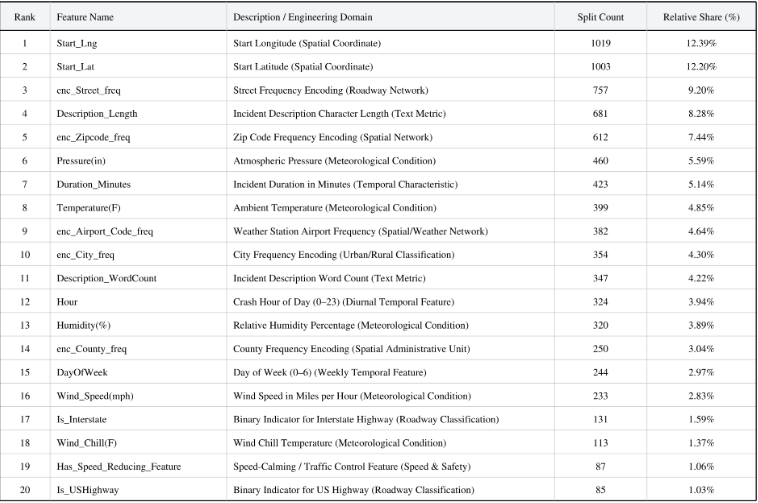 Rank Feature Name Description / Engineering Domain Split Count Relative Share (%)
1 Start_Lng Start Longitude (Spatial Coordinate) 1019 12.39%
2 Start_Lat Start Latitude (Spatial Coordinate) 1003 12.20%
3 enc_Street_freq Street Frequency Encoding (Roadway Network) 757 9.20%
4 Description_Length Incident Description Character Length (Text Metric) 681 8.28%
5 enc_Zipcode_freq Zip Code Frequency Encoding (Spatial Network) 612 7.44%
6 Pressure(in) Atmospheric Pressure (Meteorological Condition) 460 5.59%
7 Duration_Minutes Incident Duration in Minutes (Temporal Characteristic) 423 5.14%
8 Temperature(F) Ambient Temperature (Meteorological Condition) 399 4.85%
9 enc_Airport_Code_freq Weather Station Airport Frequency (Spatial/Weather Network) 382 4.64%
10 enc_City_freq City Frequency Encoding (Urban/Rural Classification) 354 4.30%
11 Description_WordCount Incident Description Word Count (Text Metric) 347 4.22%
12 Hour Crash Hour of Day (0–23) (Diurnal Temporal Feature) 324 3.94%
13 Humidity(%) Relative Humidity Percentage (Meteorological Condition) 320 3.89%
14 enc_County_freq County Frequency Encoding (Spatial Administrative Unit) 250 3.04%
15 DayOfWeek Day of Week (0–6) (Weekly Temporal Feature) 244 2.97%
16 Wind_Speed(mph) Wind Speed in Miles per Hour (Meteorological Condition) 233 2.83%
17 Is_Interstate Binary Indicator for Interstate Highway (Roadway Classification) 131 1.59%
18 Wind_Chill(F) Wind Chill Temperature (Meteorological Condition) 113 1.37%
19 Has_Speed_Reducing_Feature Speed-Calming / Traffic Control Feature (Speed & Safety) 87 1.06%
20 Is_USHighway Binary Indicator for US Highway (Roadway Classification) 85 1.03%